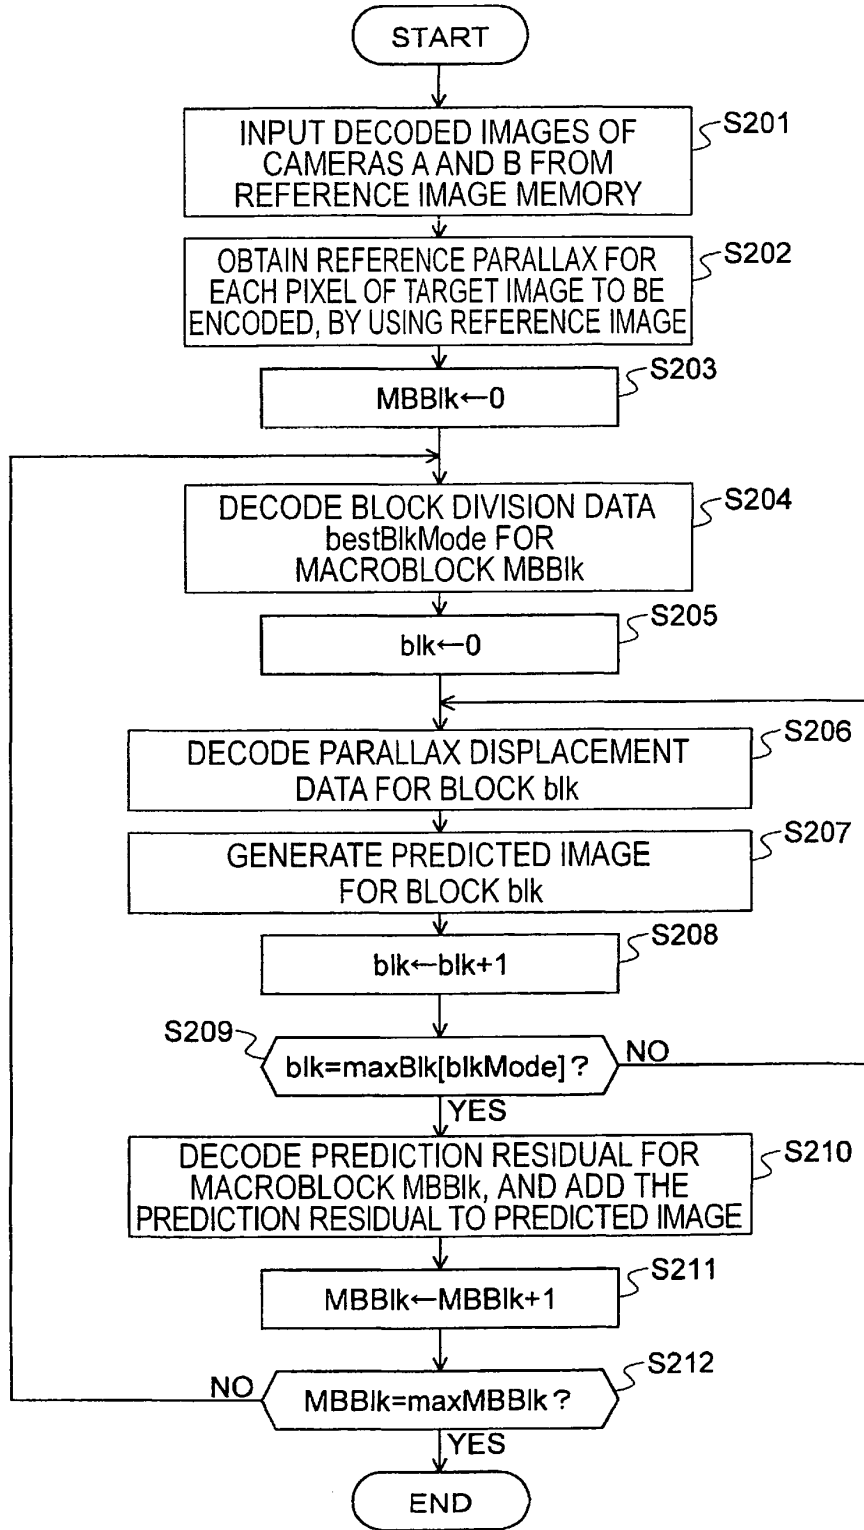 START
S201
INPUT DECODED IMAGES OF
CAMERAS A AND B FROM
REFERENCE IMAGE MEMORY
S202
OBTAIN REFERENCE PARALLAX FOR
EACH PIXEL OF TARGET IMAGE TO BE
ENCODED, BY USING REFERENCE IMAGE
S203
MBBlk←0
S204
DECODE BLOCK DIVISION DATA
bestBlkMode FOR
MACROBLOCK MBBlk
S205
blk←0
S206
DECODE PARALLAX DISPLACEMENT
DATA FOR BLOCK blk
S207
GENERATE PREDICTED IMAGE
FOR BLOCK blk
S208
blk←blk+1
S209
blk=maxBlk[blkMode]?
NO
YES
S210
DECODE PREDICTION RESIDUAL FOR
MACROBLOCK MBBlk, AND ADD THE
PREDICTION RESIDUAL TO PREDICTED IMAGE
S211
MBBlk←MBBlk+1
S212
NO
MBBlk=maxMBBlk?
YES
END